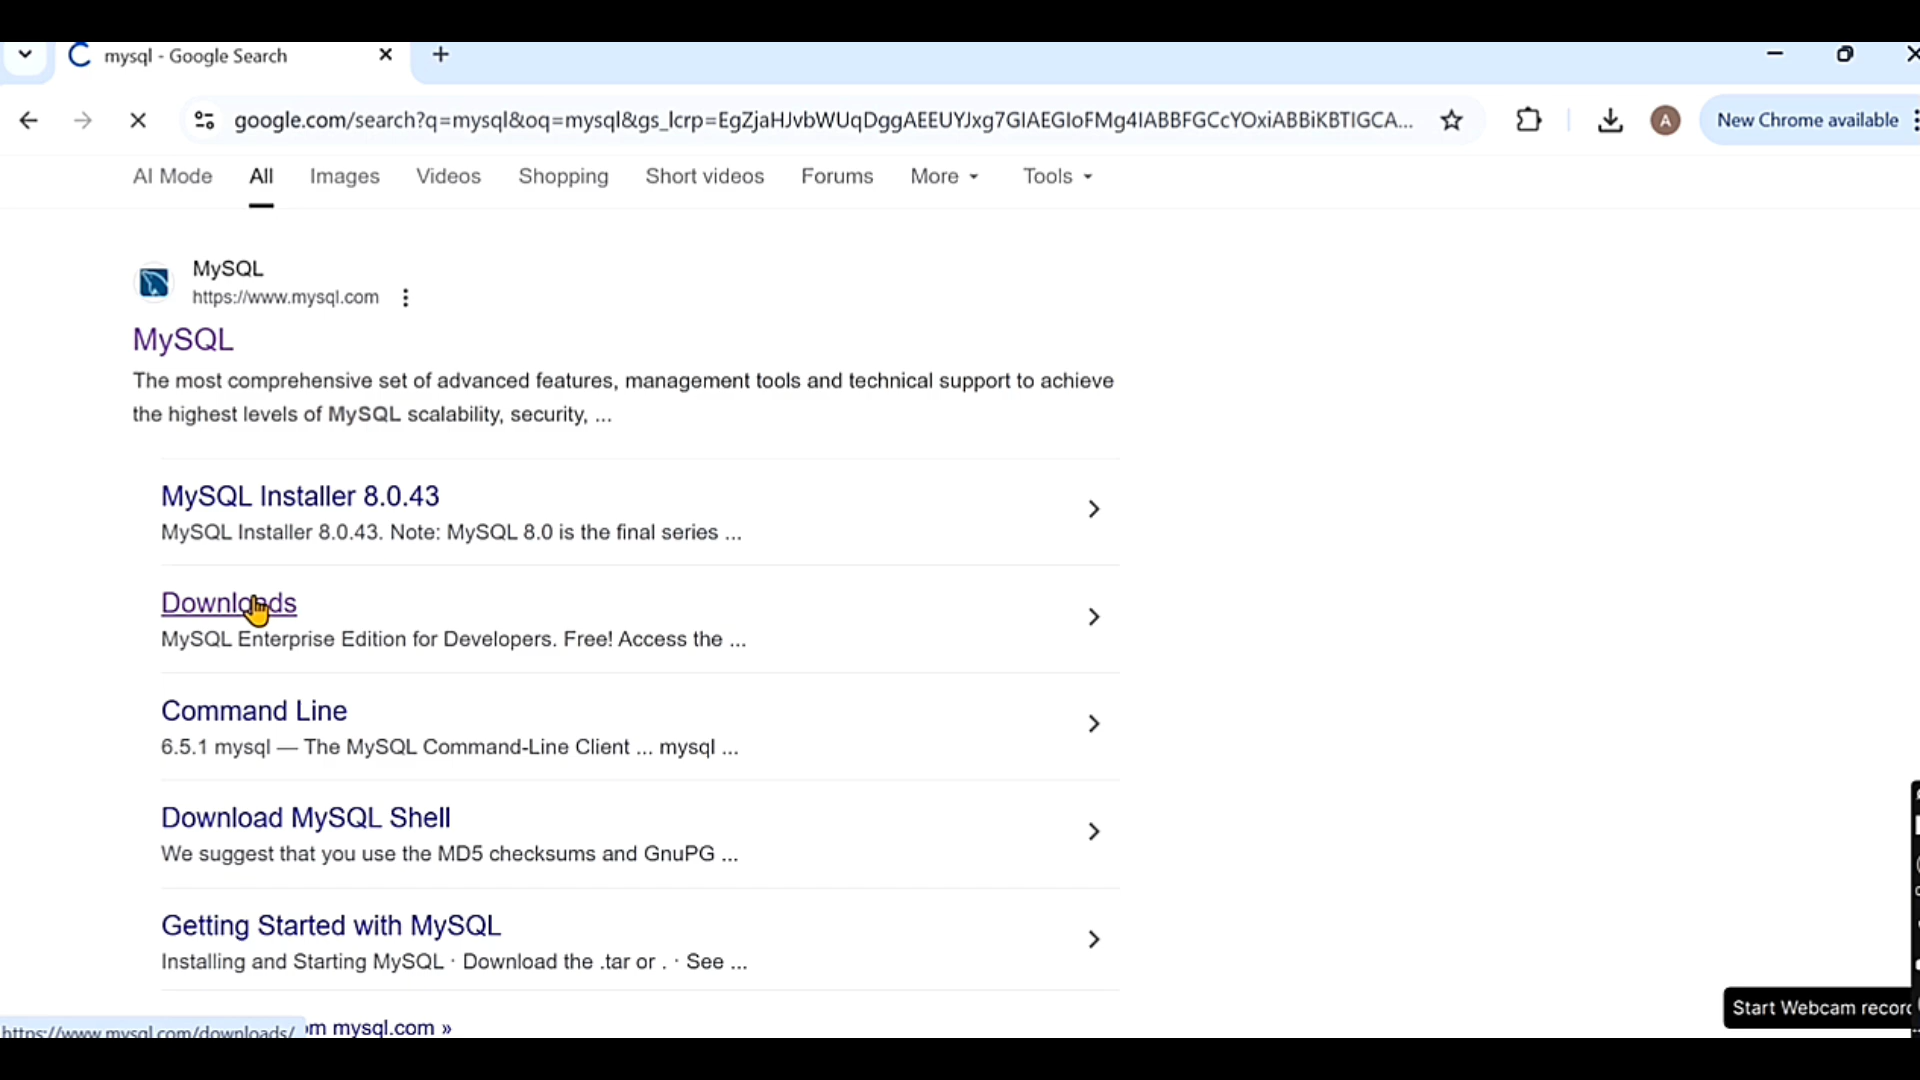 mysql - Google Search
google.com/search?q=mysql&oq=mysql&gs_lcrp=EgZjaHJvbWUqDggAEEUYJxg7GIAEGIoFMg4IABBFGCcYOxiABBiKBTIGCA...
A
New Chrome available
AI Mode All Images Videos Shopping Short videos Forums More Tools
MySQL
https://www.mysql.com
MySQL
The most comprehensive set of advanced features, management tools and technical support to achieve
the highest levels of MySQL scalability, security, ...
MySQL Installer 8.0.43
MySQL Installer 8.0.43. Note: MySQL 8.0 is the final series ...
Downloads
MySQL Enterprise Edition for Developers. Free! Access the ...
Command Line
6.5.1 mysql — The MySQL Command-Line Client ... mysql ...
Download MySQL Shell
We suggest that you use the MD5 checksums and GnuPG ...
Getting Started with MySQL
Installing and Starting MySQL · Download the .tar or . · See ...
Start Webcam recor
https://www.mysql.com/downloads/ om mysql.com »